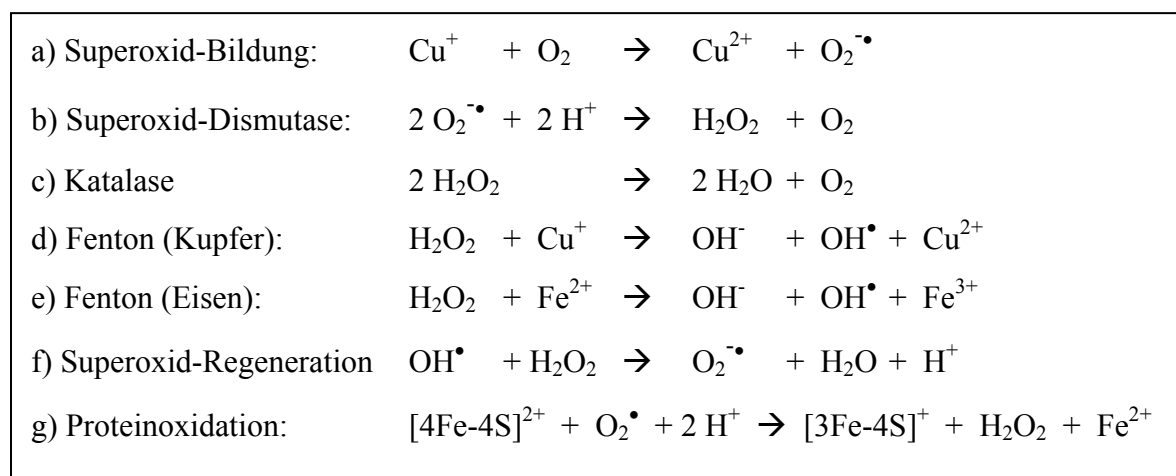 a) Superoxid-Bildung: Cu⁺ + O₂ → Cu²⁺ + O₂⁻•
b) Superoxid-Dismutase: 2 O₂⁻• + 2 H⁺ → H₂O₂ + O₂
c) Katalase 2 H₂O₂ → 2 H₂O + O₂
d) Fenton (Kupfer): H₂O₂ + Cu⁺ → OH⁻ + OH• + Cu²⁺
e) Fenton (Eisen): H₂O₂ + Fe²⁺ → OH⁻ + OH• + Fe³⁺
f) Superoxid-Regeneration OH• + H₂O₂ → O₂⁻• + H₂O + H⁺
g) Proteinoxidation: [4Fe-4S]²⁺ + O₂• + 2 H⁺ → [3Fe-4S]⁺ + H₂O₂ + Fe²⁺